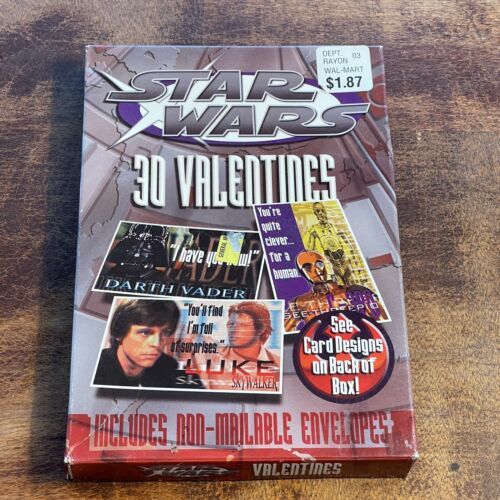 DEPT. 03
RAYON
WAL-MART
$1.87
STAR
WARS
30 VALENTINES
"I have you
DARTH VADER
You're
quite
clever...
for a
human.
"You'll find
I'm full
of surprises."
LUKE
SKYWALKER
See
Card Designs
on Back of
Box!
INCLUDES NON-MAILABLE ENVELOPES
STAR
WARS
VALENTINES